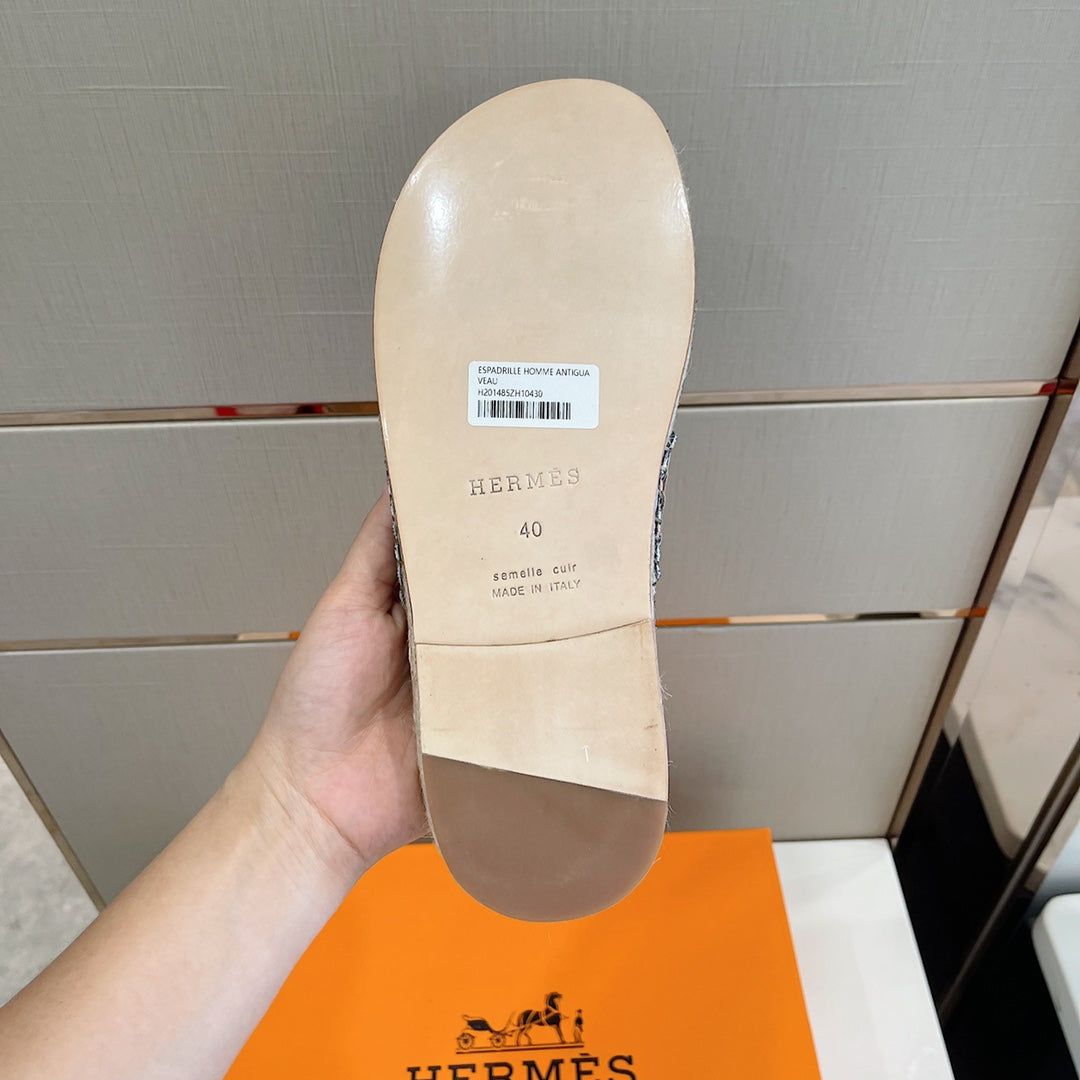 ESPADRILLE HOMME ANTIGUA
VEAU
H201485ZH10430
HERMÈS
40
semelle cuir
MADE IN ITALY
HERMÈS